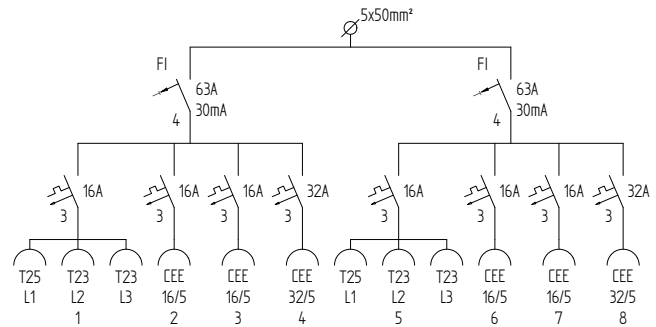 5x50mm²
FI
63A
30mA
4
FI
63A
30mA
4
16A
3
16A
3
16A
3
32A
3
16A
3
16A
3
16A
3
32A
3
T25 T23 T23 CEE CEE CEE T25 T23 T23 CEE CEE CEE
L1 L2 L3 16/5 16/5 32/5 L1 L2 L3 16/5 16/5 32/5
1 2 3 4 5 6 7 8